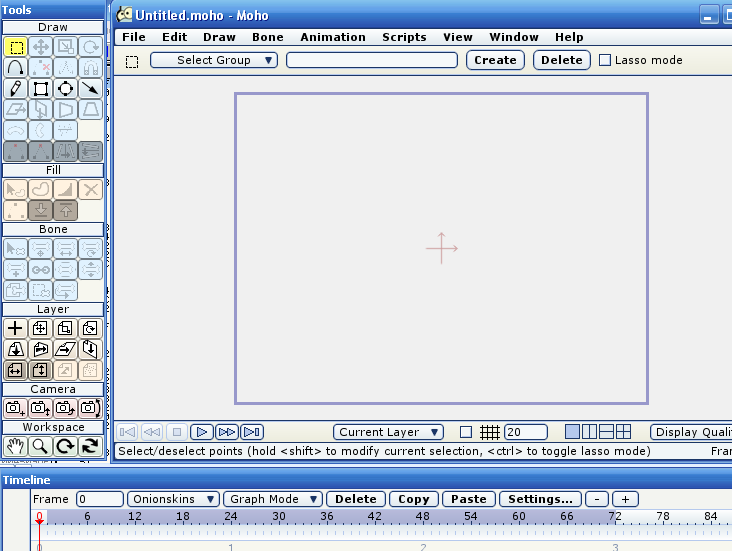 Tools
Draw
Fill
Bone
Layer
Camera
Workspace
Untitled.moho - Moho
File Edit Draw Bone Animation Scripts View Window Help
Select Group Create Delete Lasso mode
Current Layer 20 Display Quali
Select/deselect points (hold <shift> to modify current selection, <ctrl> to toggle lasso mode) Fra
Timeline
Frame 0 Onionskins Graph Mode Delete Copy Paste Settings... - +
0 6 12 18 24 30 36 42 48 54 60 66 72 78 84
0 1 2 3